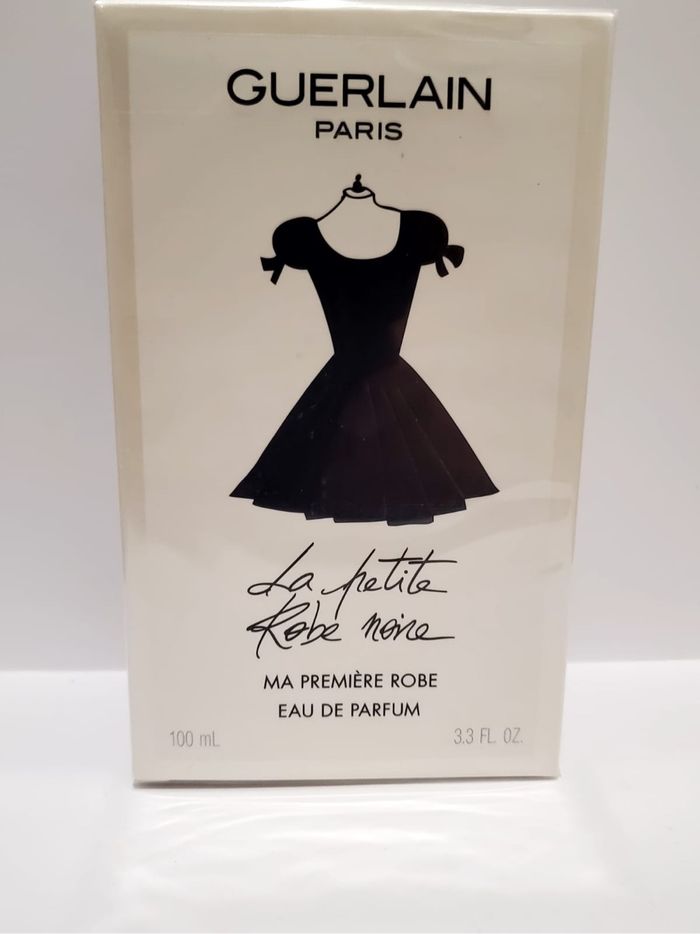 GUERLAIN
PARIS
La petite
Robe noire
MA PREMIÈRE ROBE
EAU DE PARFUM
100 mL 3.3 FL. OZ.